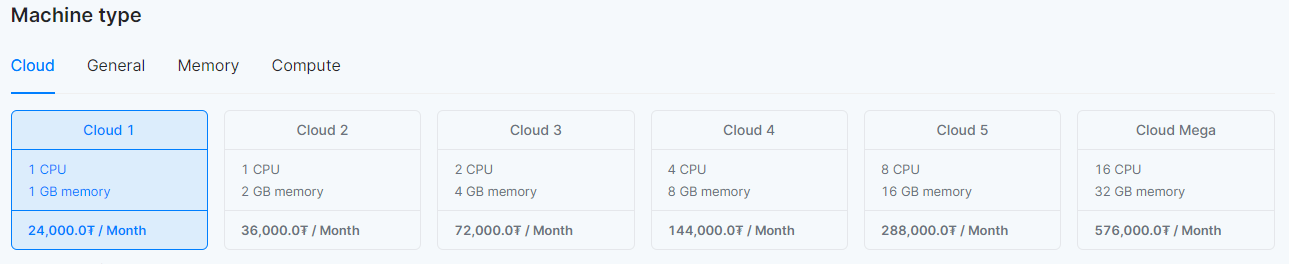 Machine type
Cloud General Memory Compute
Cloud 1 Cloud 2 Cloud 3 Cloud 4 Cloud 5 Cloud Mega
1 CPU 1 CPU 2 CPU 4 CPU 8 CPU 16 CPU
1 GB memory 2 GB memory 4 GB memory 8 GB memory 16 GB memory 32 GB memory
24,000.0₮ / Month 36,000.0₮ / Month 72,000.0₮ / Month 144,000.0₮ / Month 288,000.0₮ / Month 576,000.0₮ / Month